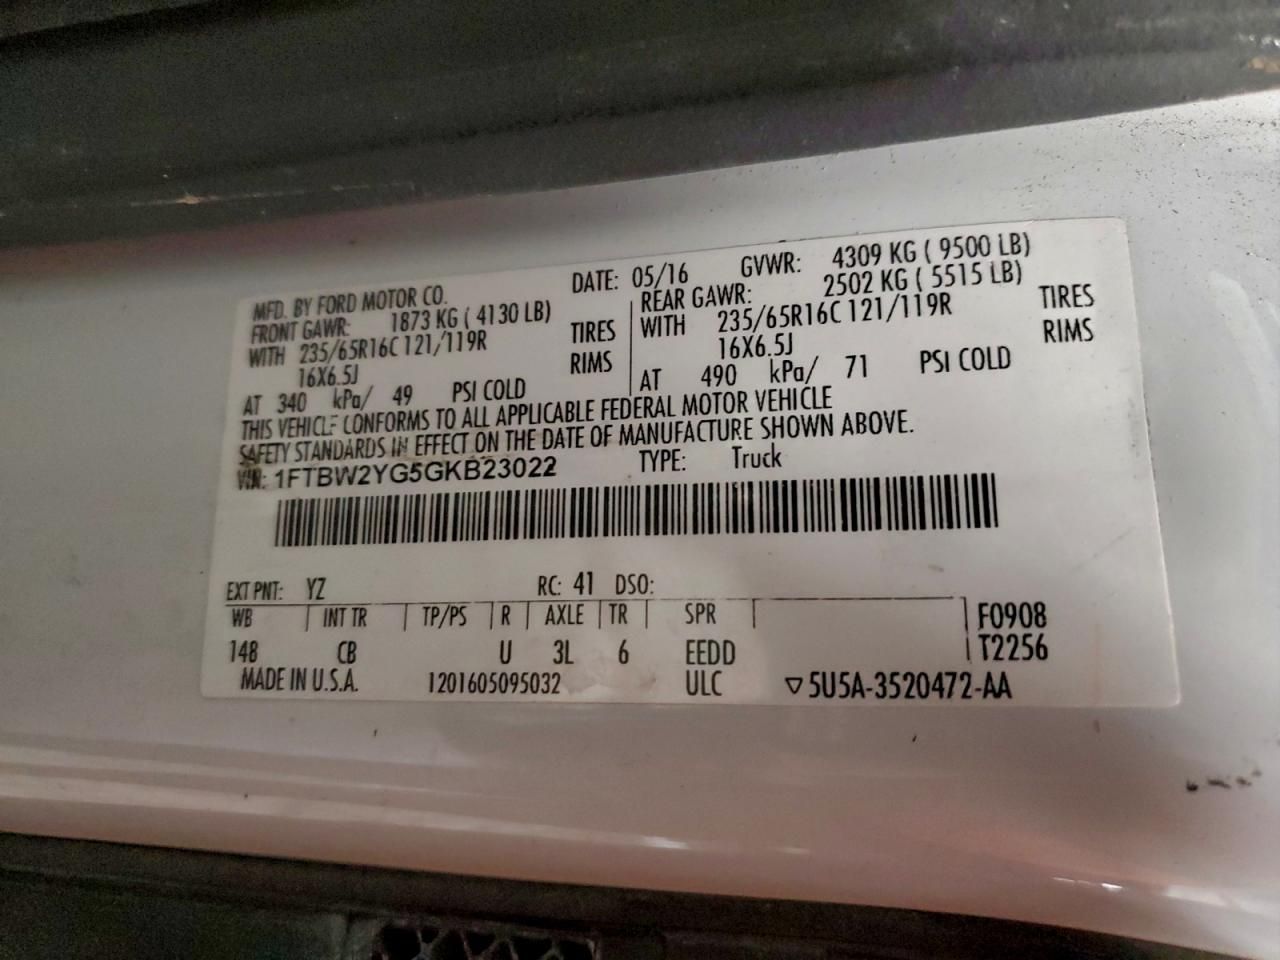 MFD. BY FORD MOTOR CO. DATE: 05/16 GVWR: 4309 KG ( 9500 LB)
FRONT GAWR: 1873 KG ( 4130 LB) REAR GAWR: 2502 KG ( 5515 LB)
WITH 235/65R16C 121/119R TIRES WITH 235/65R16C 121/119R TIRES
16X6.5J RIMS 16X6.5J RIMS
AT 340 kPa/ 49 PSI COLD AT 490 kPa/ 71 PSI COLD
THIS VEHICLE CONFORMS TO ALL APPLICABLE FEDERAL MOTOR VEHICLE
SAFETY STANDARDS IN EFFECT ON THE DATE OF MANUFACTURE SHOWN ABOVE.
VIN: 1FTBW2YG5GKB23022 TYPE: Truck
EXT PNT: YZ RC: 41 DSO:
WB INT TR TP/PS R AXLE TR SPR F0908
148 CB U 3L 6 EEDD T2256
MADE IN U.S.A. 1201605095032 ULC ▽5U5A-3520472-AA